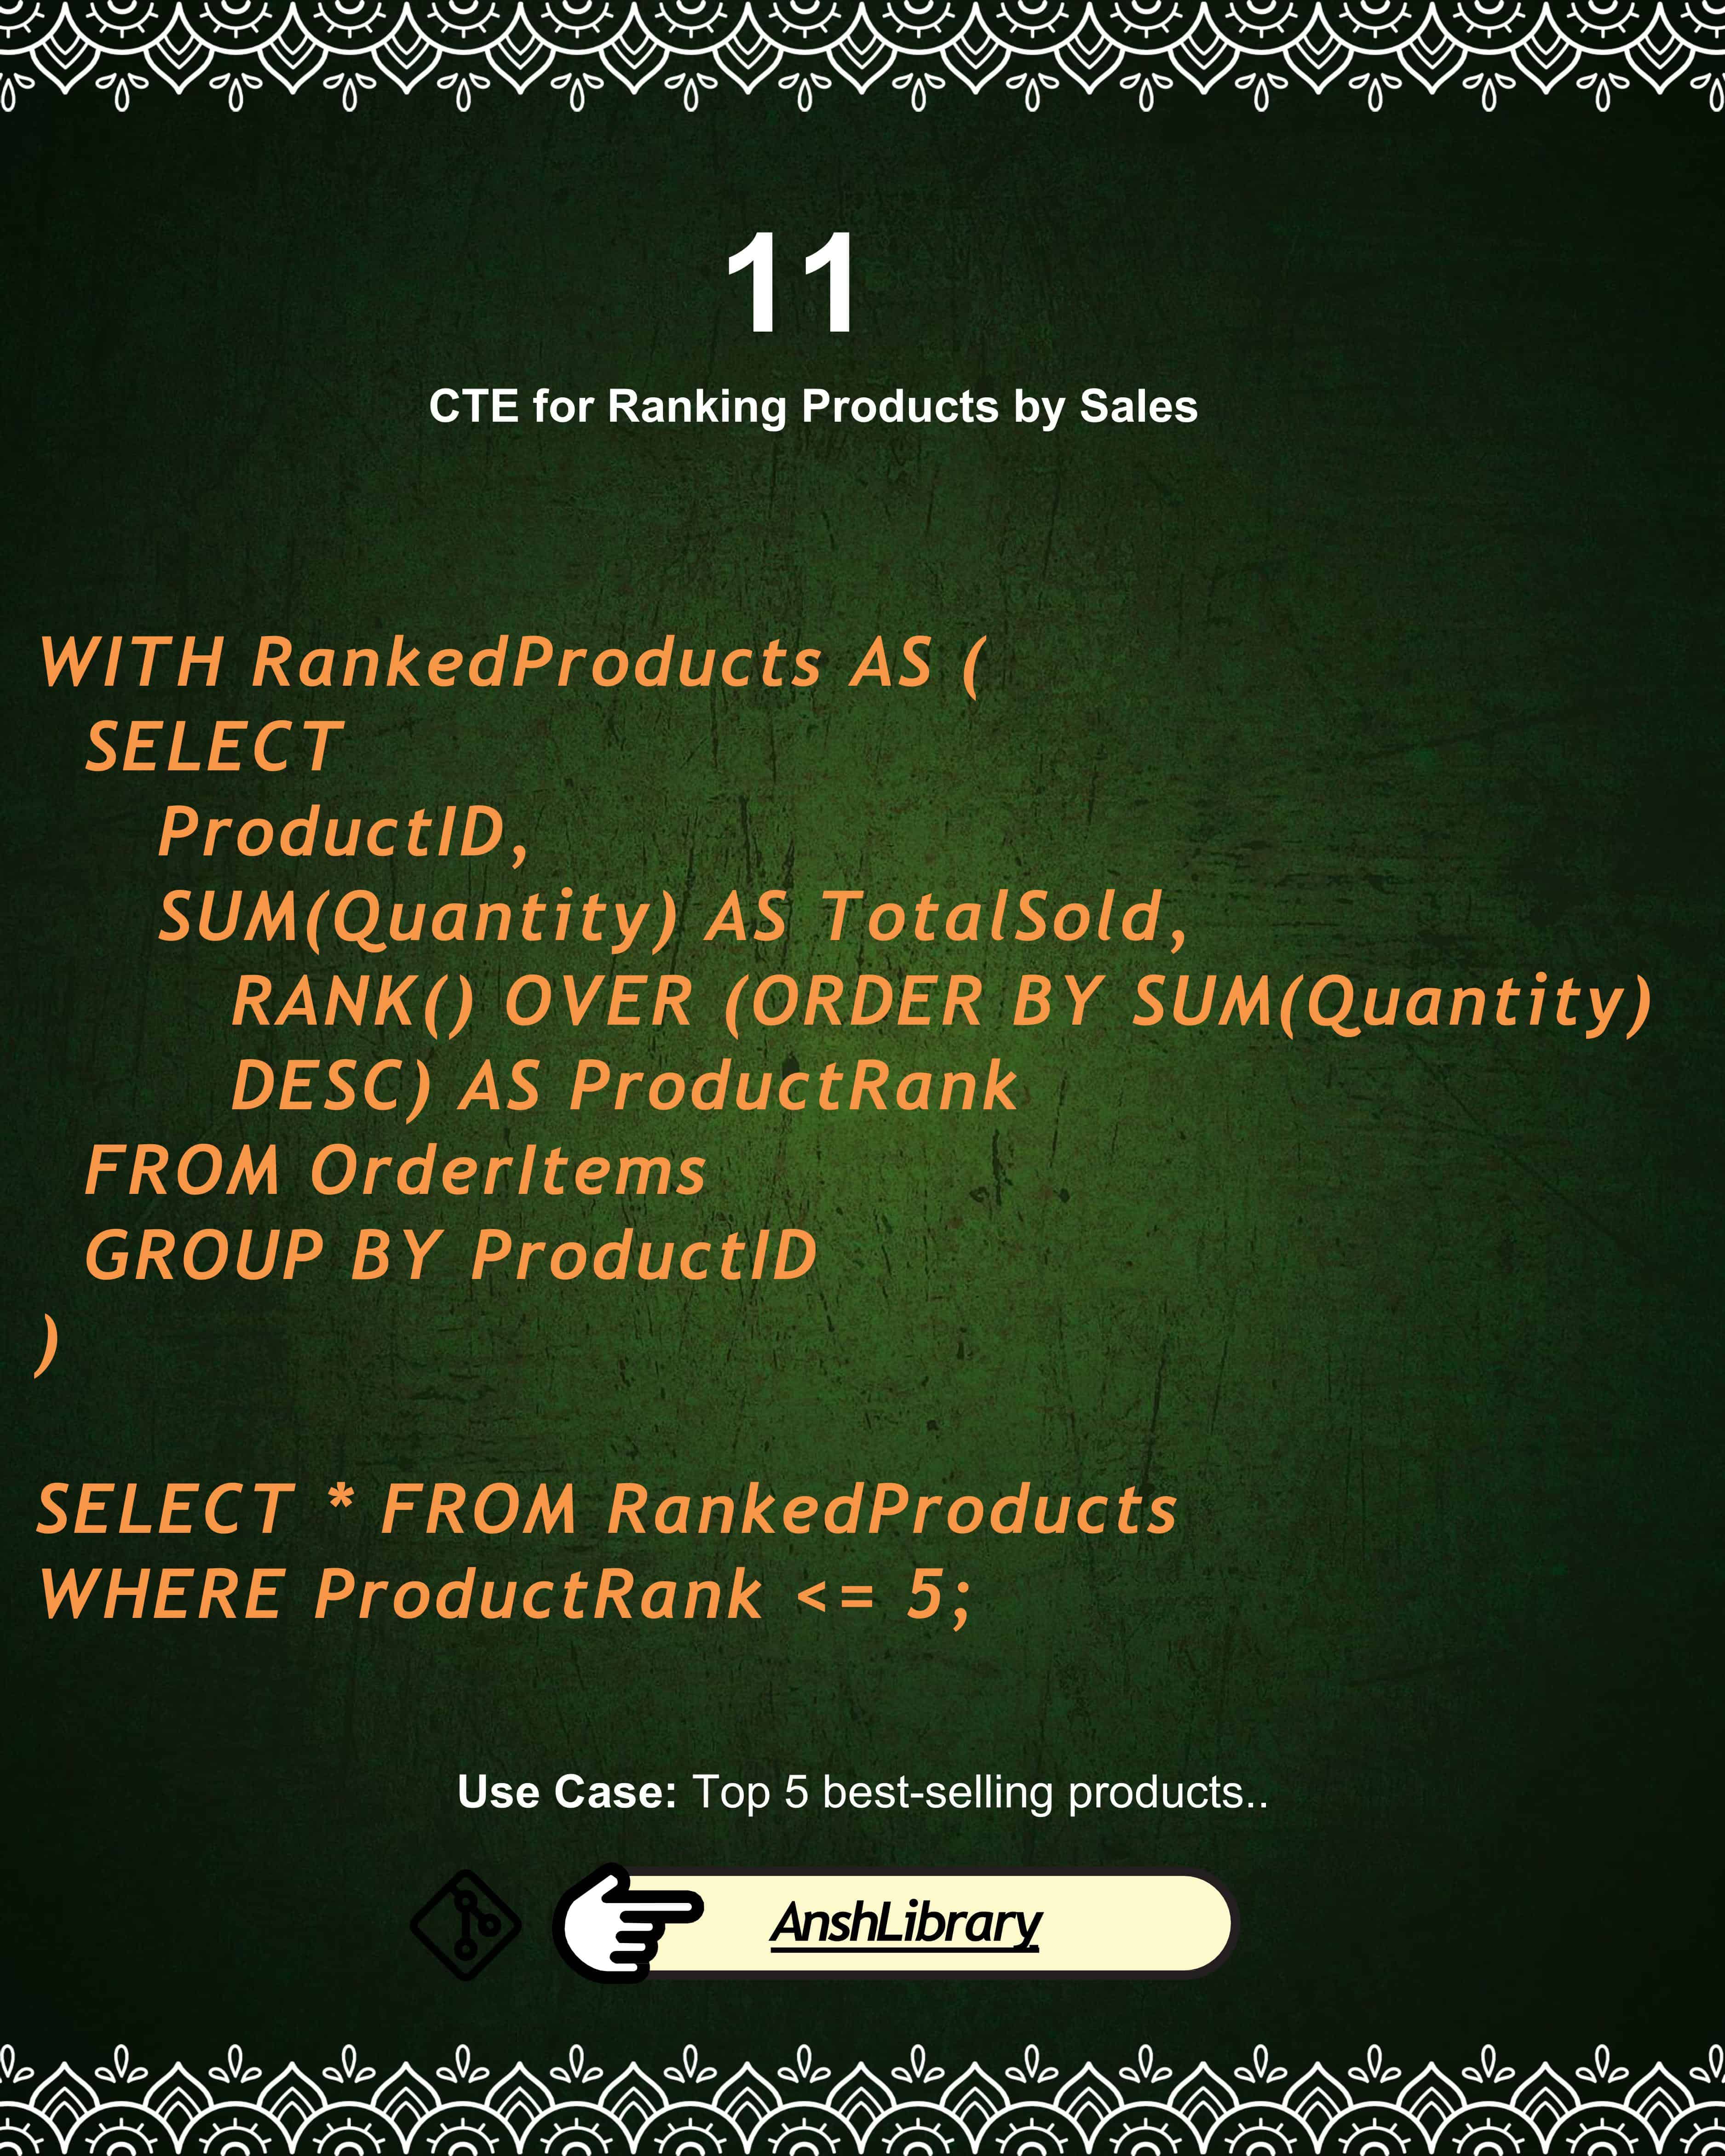 11
CTE for Ranking Products by Sales
WITH RankedProducts AS (
SELECT
ProductID,
SUM(Quantity) AS TotalSold,
RANK() OVER (ORDER BY SUM(Quantity)
DESC) AS ProductRank
FROM OrderItems
GROUP BY ProductID
)
SELECT * FROM RankedProducts
WHERE ProductRank <= 5;
Use Case: Top 5 best-selling products..
AnshLibrary